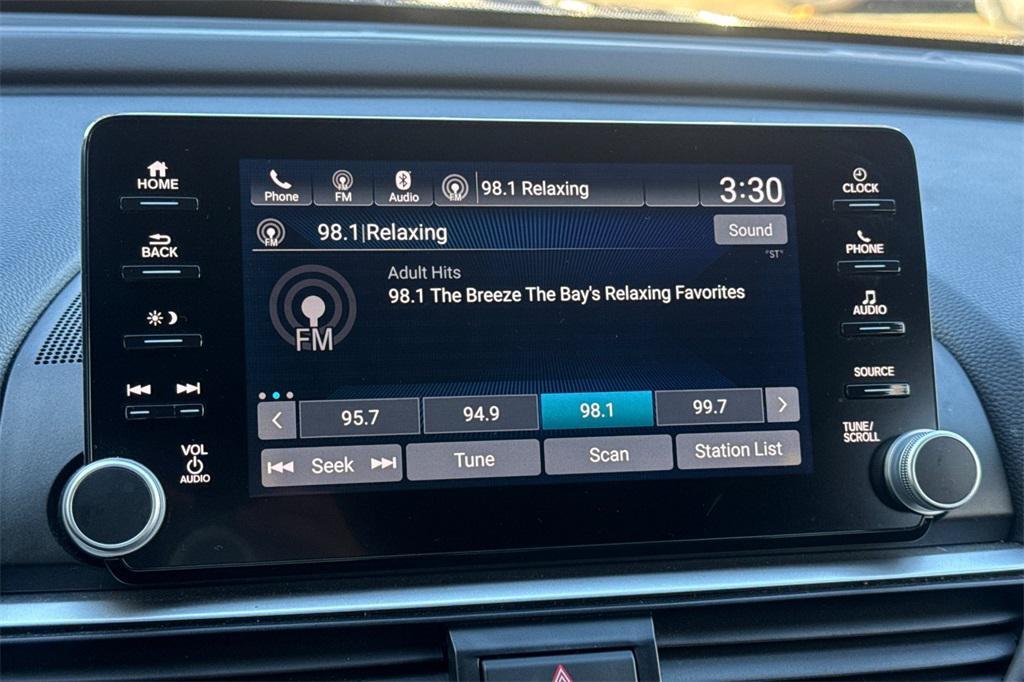 HOME
BACK
VOL
AUDIO
Phone
FM
Audio
FM
98.1 Relaxing
3:30
FM
98.1|Relaxing
Sound
"ST"
FM
Adult Hits
98.1 The Breeze The Bay's Relaxing Favorites
95.7
94.9
98.1
99.7
Seek
Tune
Scan
Station List
CLOCK
PHONE
AUDIO
SOURCE
TUNE/
SCROLL